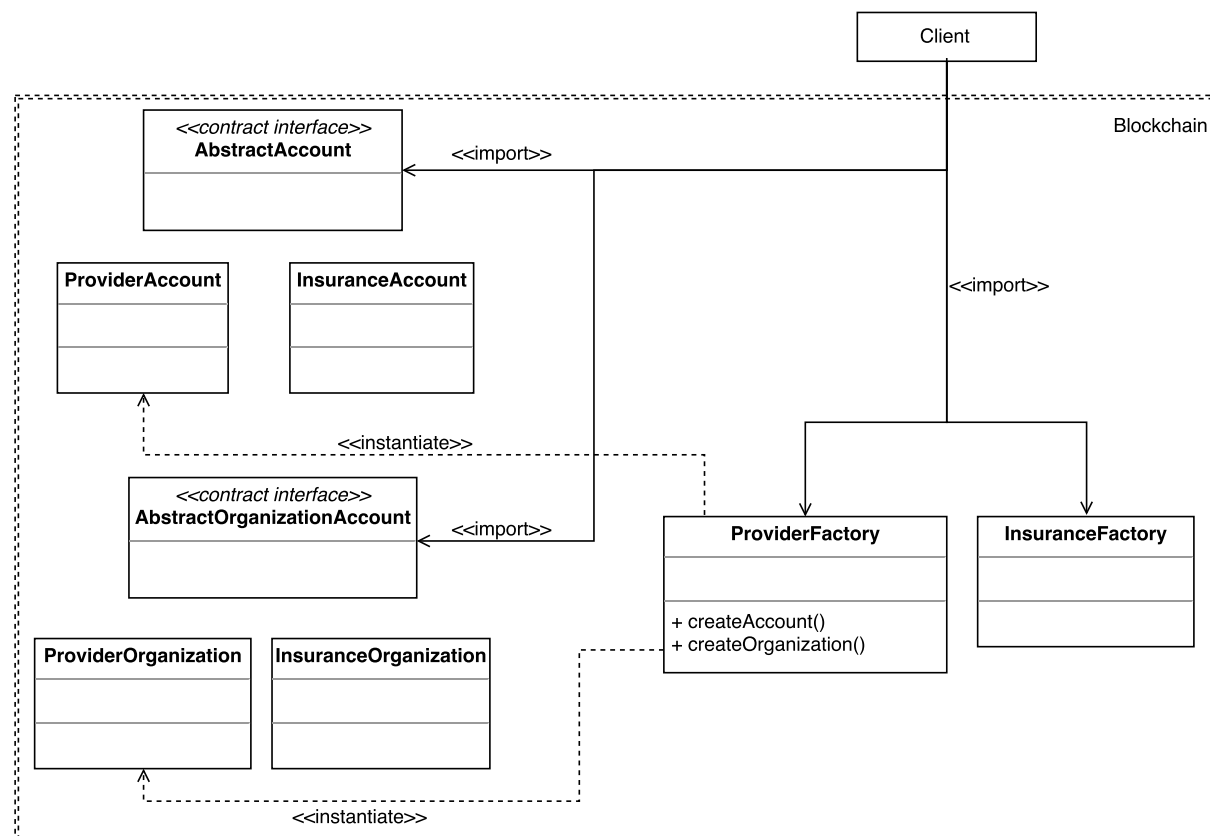 Client
Blockchain
<<contract interface>>
AbstractAccount
<<import>>
ProviderAccount
InsuranceAccount
<<import>>
<<instantiate>>
<<contract interface>>
AbstractOrganizationAccount
<<import>>
ProviderFactory
InsuranceFactory
+ createAccount()
+ createOrganization()
ProviderOrganization
InsuranceOrganization
<<instantiate>>